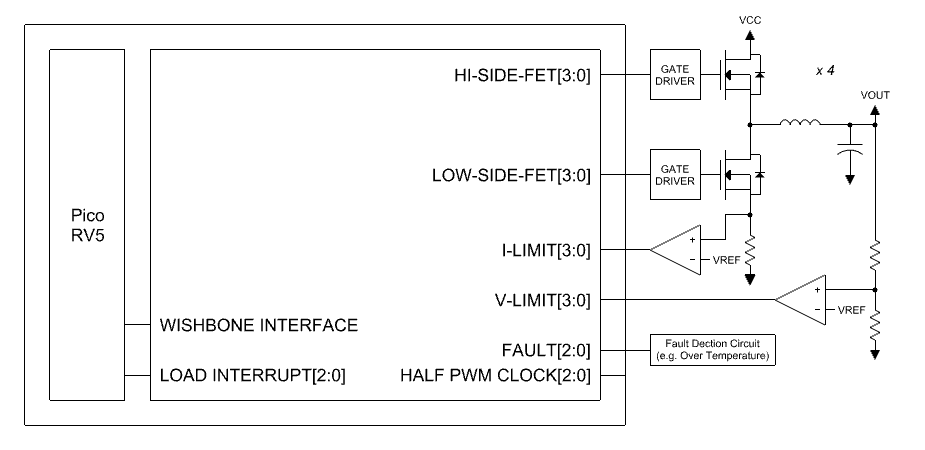 VCC
HI-SIDE-FET[3:0]
GATE
DRIVER
x 4
VOUT
LOW-SIDE-FET[3:0]
GATE
DRIVER
Pico
RV5
I-LIMIT[3:0]
+
−
VREF
V-LIMIT[3:0]
+
−
VREF
WISHBONE INTERFACE
FAULT[2:0]
Fault Dection Circuit
(e.g. Over Temperature)
LOAD INTERRUPT[2:0]
HALF PWM CLOCK[2:0]